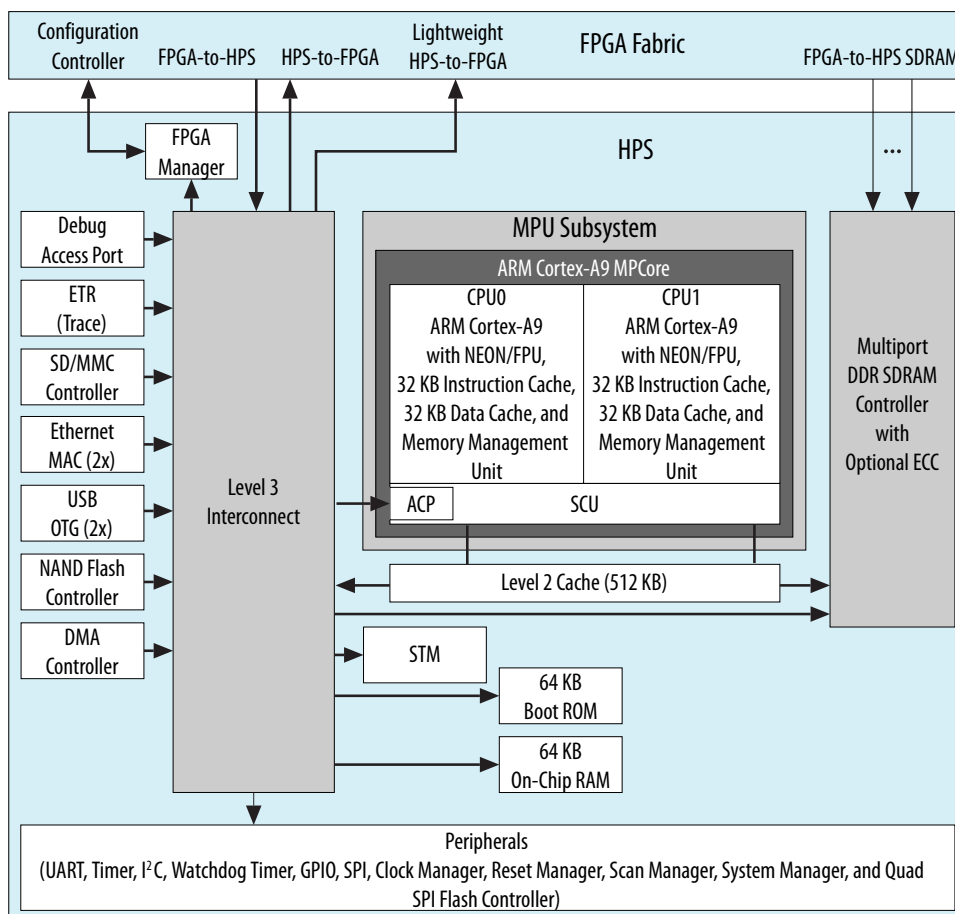 Configuration
Controller
FPGA-to-HPS
HPS-to-FPGA
Lightweight
HPS-to-FPGA
FPGA Fabric
FPGA-to-HPS SDRAM
FPGA
Manager
HPS
...
Debug
Access Port
ETR
(Trace)
SD/MMC
Controller
Ethernet
MAC (2x)
USB
OTG (2x)
NAND Flash
Controller
DMA
Controller
Level 3
Interconnect
MPU Subsystem
ARM Cortex-A9 MPCore
CPU0
ARM Cortex-A9
with NEON/FPU,
32 KB Instruction Cache,
32 KB Data Cache, and
Memory Management
Unit
CPU1
ARM Cortex-A9
with NEON/FPU,
32 KB Instruction Cache,
32 KB Data Cache, and
Memory Management
Unit
ACP
SCU
Level 2 Cache (512 KB)
Multiport
DDR SDRAM
Controller
with
Optional ECC
STM
64 KB
Boot ROM
64 KB
On-Chip RAM
Peripherals
(UART, Timer, I²C, Watchdog Timer, GPIO, SPI, Clock Manager, Reset Manager, Scan Manager, System Manager, and Quad
SPI Flash Controller)